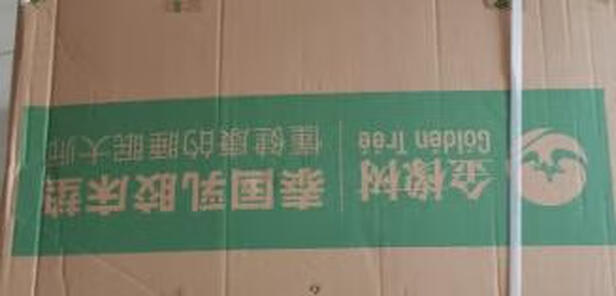 金橡树
Golden Tree
泰国乳胶床垫
懂健康的睡眠大师